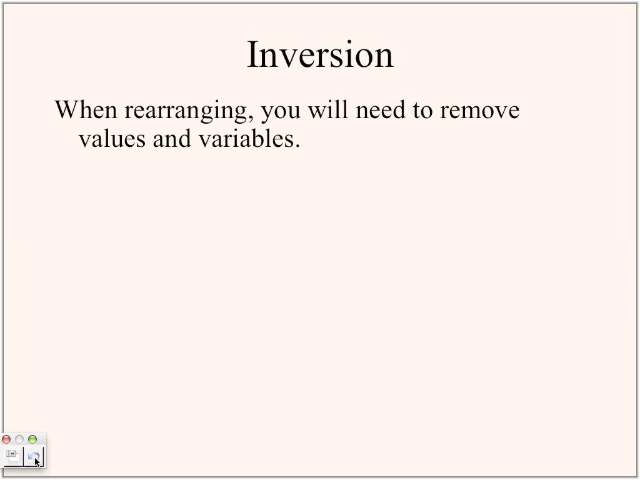 Inversion
When rearranging, you will need to remove
values and variables.